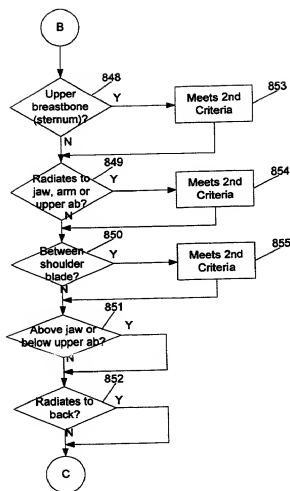 B
848
Upper
breastbone
(sternum)?
Y
Meets 2nd
Criteria
853
N
849
Radiates to
jaw, arm or
upper ab?
Y
Meets 2nd
Criteria
854
N
850
Between
shoulder
blade?
Y
Meets 2nd
Criteria
855
N
851
Above jaw or
below upper ab?
Y
N
852
Radiates to
back?
Y
N
C